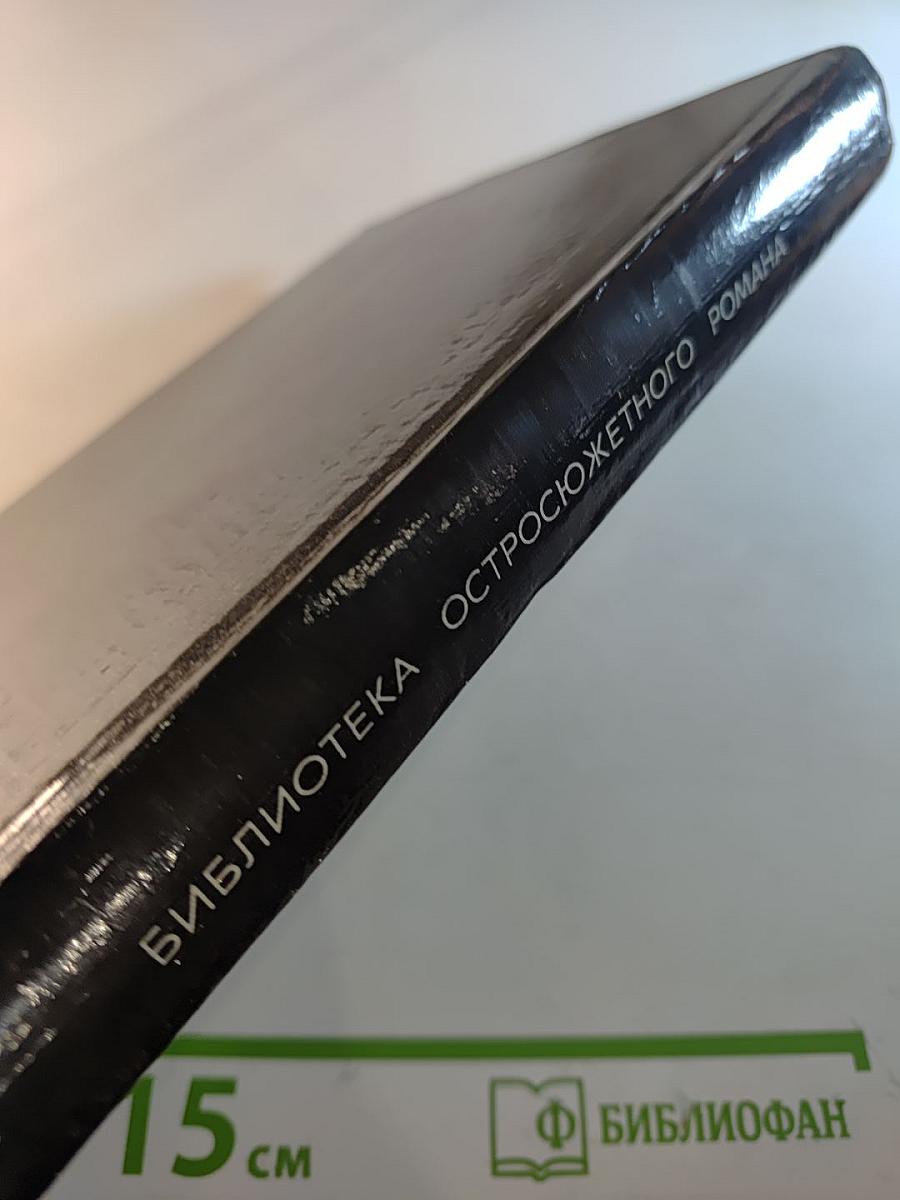 БИБЛИОТЕКА ОСТРОСЮЖЕТНОГО РОМАНА
15 см
Ф БИБЛИОФАН